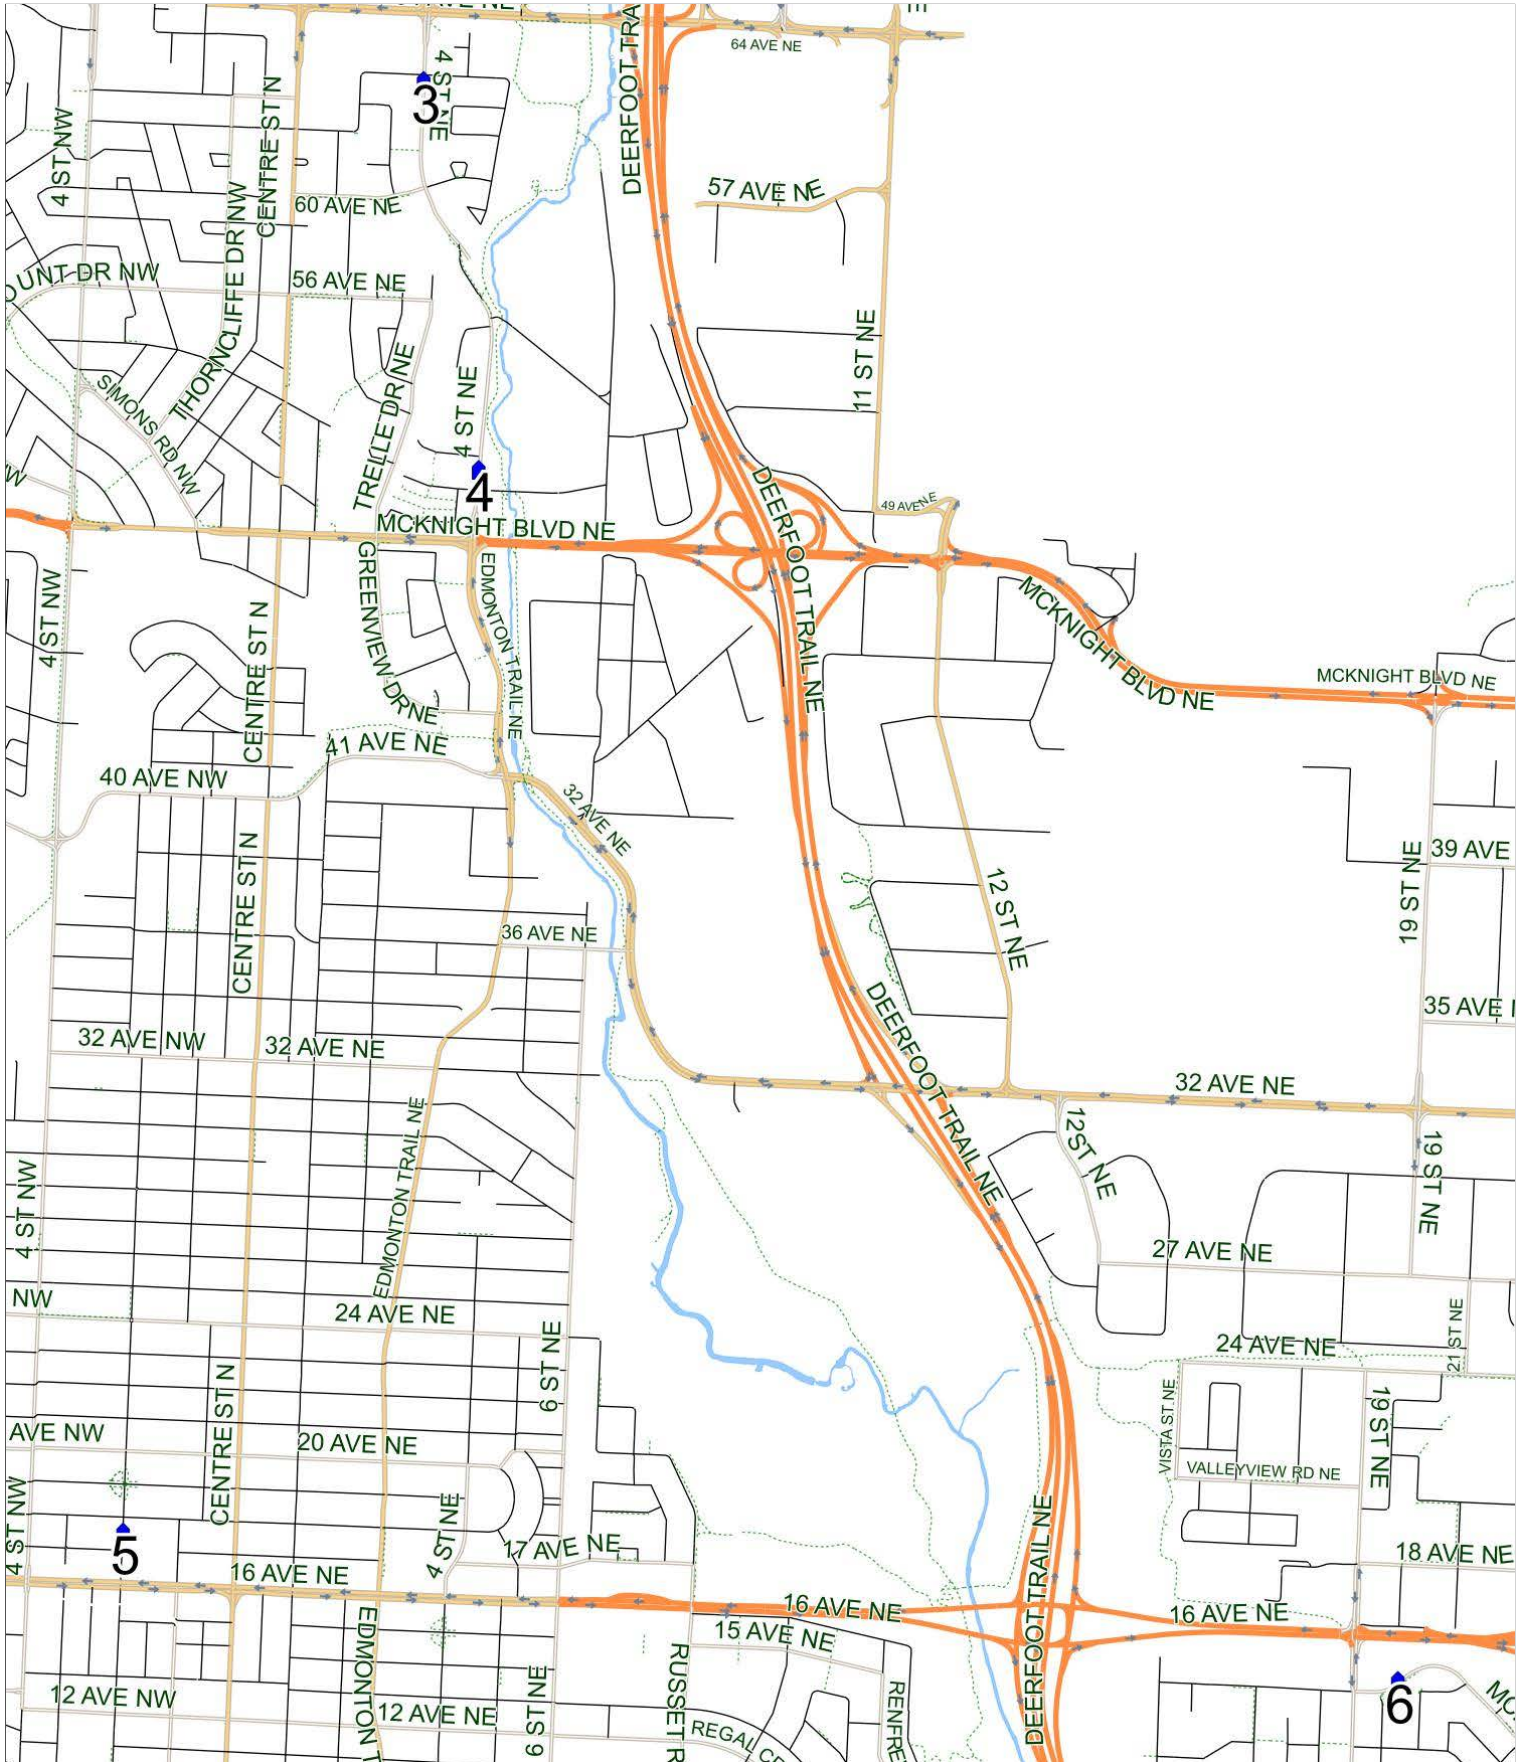 64 AVE NE
4 ST NE
3
DEERFOOT TRA
4 ST NW
CENTRE ST N
57 AVE NE
60 AVE NE
THORNCLIFFE DR NW
OUNT DR NW
56 AVE NE
11 ST NE
SIMONS RD NW
TRELLE DR NE
4 ST NE
4
49 AVE NE
MCKNIGHT BLVD NE
DEERFOOT TRAIL NE
GREENVIEW DR NE
EDMONTON TRAIL NE
4 ST NW
CENTRE ST N
MCKNIGHT BLVD NE
MCKNIGHT BLVD NE
41 AVE NE
40 AVE NW
32 AVE NE
CENTRE ST N
39 AVE
19 ST NE
12 ST NE
36 AVE NE
35 AVE
DEERFOOT TRAIL NE
32 AVE NW
32 AVE NE
32 AVE NE
EDMONTON TRAIL NE
12 ST NE
19 ST NE
4 ST NW
27 AVE NE
NW
24 AVE NE
6 ST NE
24 AVE NE
21 ST NE
CENTRE ST N
VISTA ST NE
19 ST NE
AVE NW
20 AVE NE
VALLEYVIEW RD NE
4 ST NW
5
4 ST NE
17 AVE NE
DEERFOOT TRAIL NE
18 AVE NE
16 AVE NE
16 AVE NE
16 AVE NE
15 AVE NE
EDMONTON T
6 ST NE
RUSSET R
RENFRE
12 AVE NW
12 AVE NE
REGAL CR
6
MC